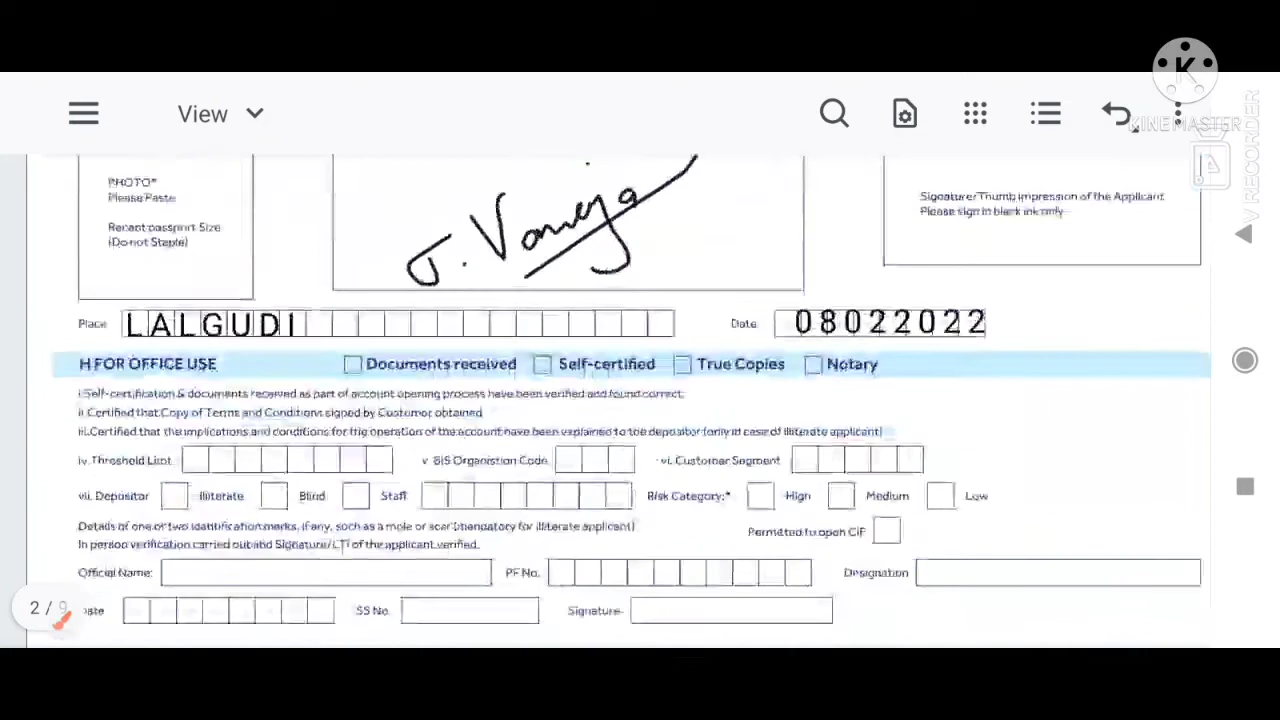 K
KINEMASTER
View
V RECORDER
PHOTO*
Please Paste
Recent passport Size
(Do not Staple)
J. Vaneja
Signature/Thumb impression of the Applicant
Please sign in black ink only
Place LALGUDI Date 08022022
H FOR OFFICE USE Documents received Self-certified True Copies Notary
i.Self-certification & documents received as part of account opening process have been verified and found correct.
ii.Certified that Copy of Terms and Conditions signed by Customer obtained
iii.Certified that the implications and conditions for the operation of the account have been explained to the depositor (only in case of illiterate applicant)
iv.Threshold Limit v. BIS Organistion Code vi. Customer Segment
vii. Depositor Illiterate Blind Staff Risk Category:* High Medium Low
Details of one or two identification marks, if any, such as a mole or scar (mandatory for illiterate applicant)
Permitted to open CIF
In person verification carried out and Signature/LTI of the applicant verified.
Official Name: PF No. Designation
2 / 9 SS No. Signature